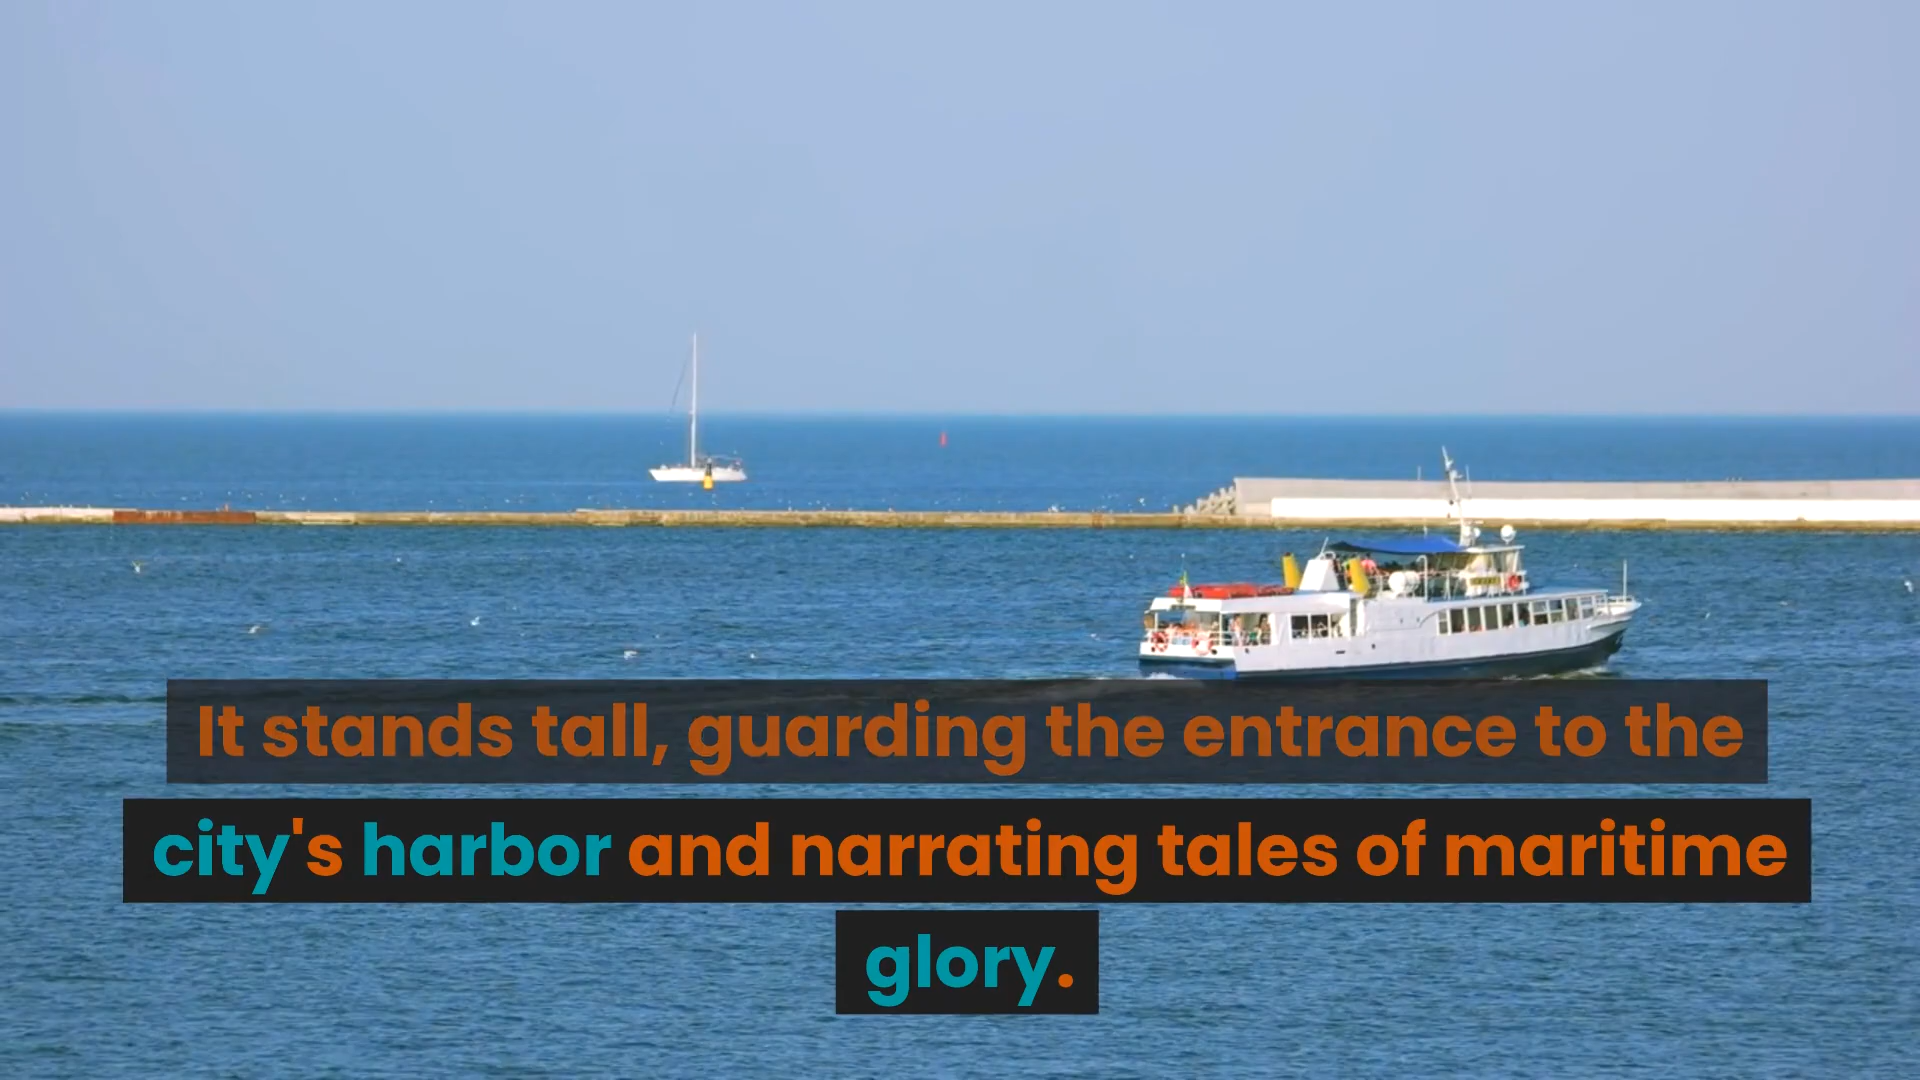 It stands tall, guarding the entrance to the
city's harbor and narrating tales of maritime
glory.